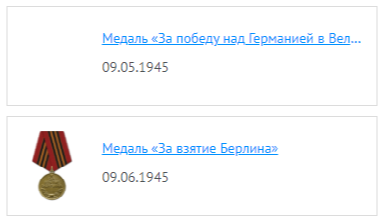 Медаль «За победу над Германией в Вел...
09.05.1945
Медаль «За взятие Берлина»
09.06.1945